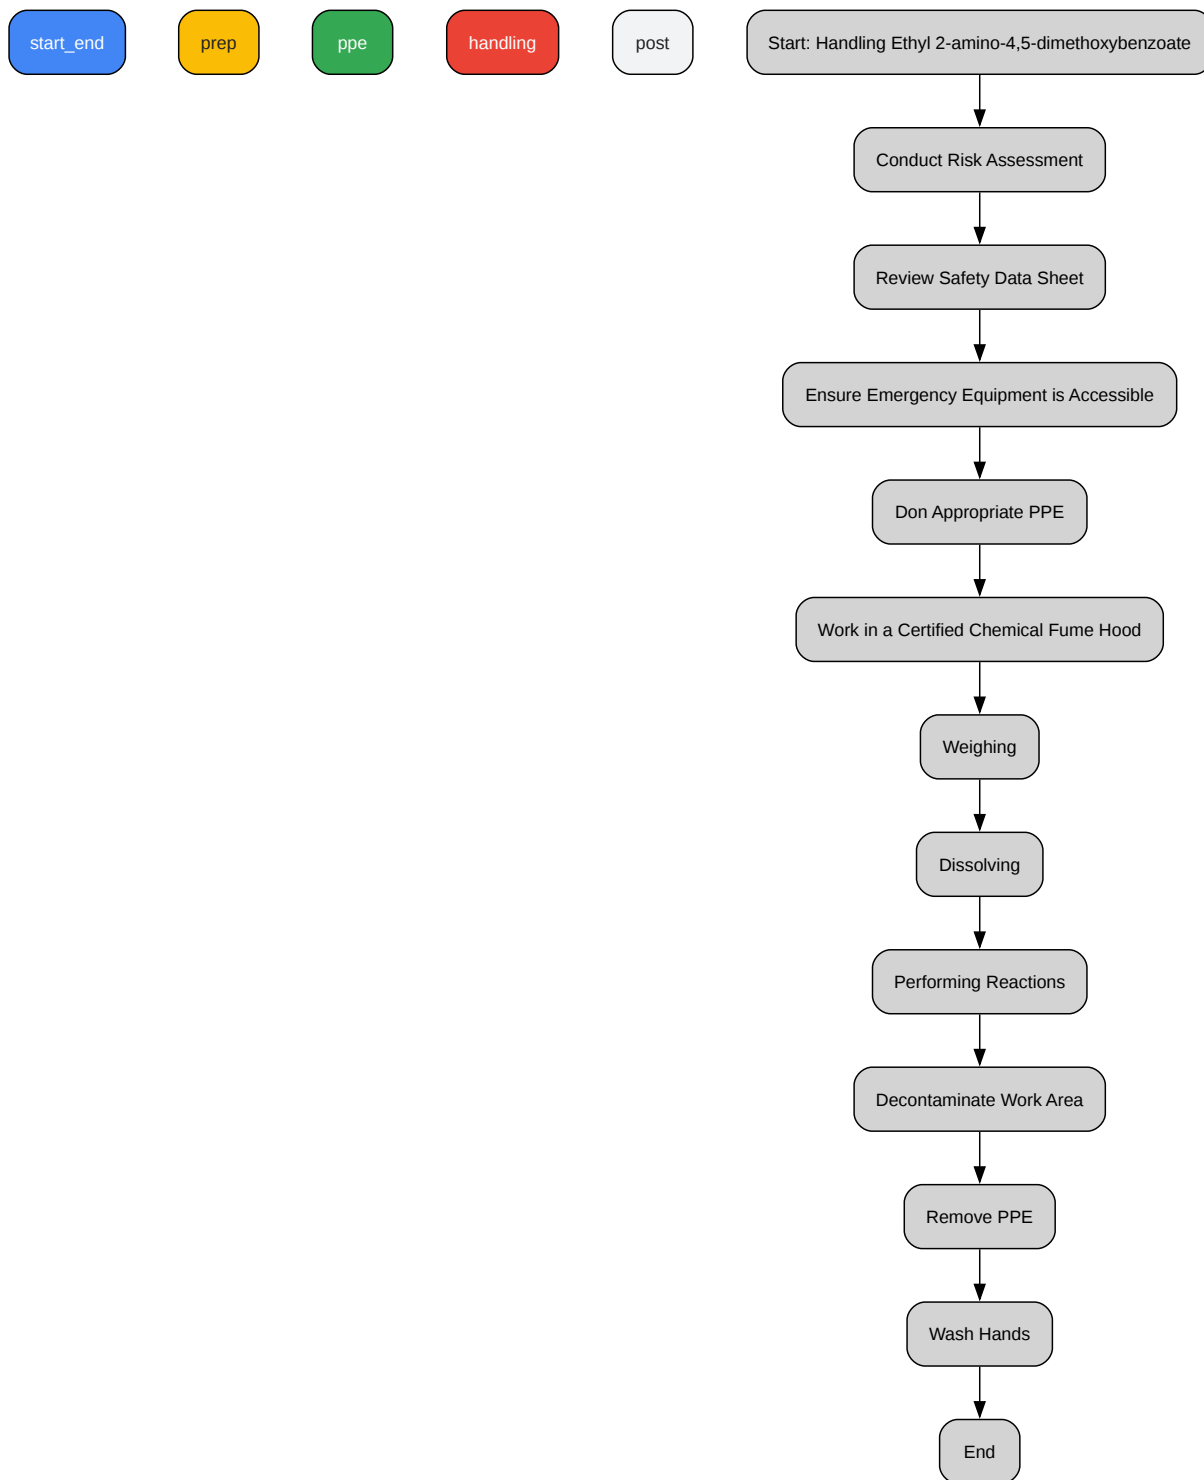 start_end
prep
ppe
handling
post
Start: Handling Ethyl 2-amino-4,5-dimethoxybenzoate
Conduct Risk Assessment
Review Safety Data Sheet
Ensure Emergency Equipment is Accessible
Don Appropriate PPE
Work in a Certified Chemical Fume Hood
Weighing
Dissolving
Performing Reactions
Decontaminate Work Area
Remove PPE
Wash Hands
End